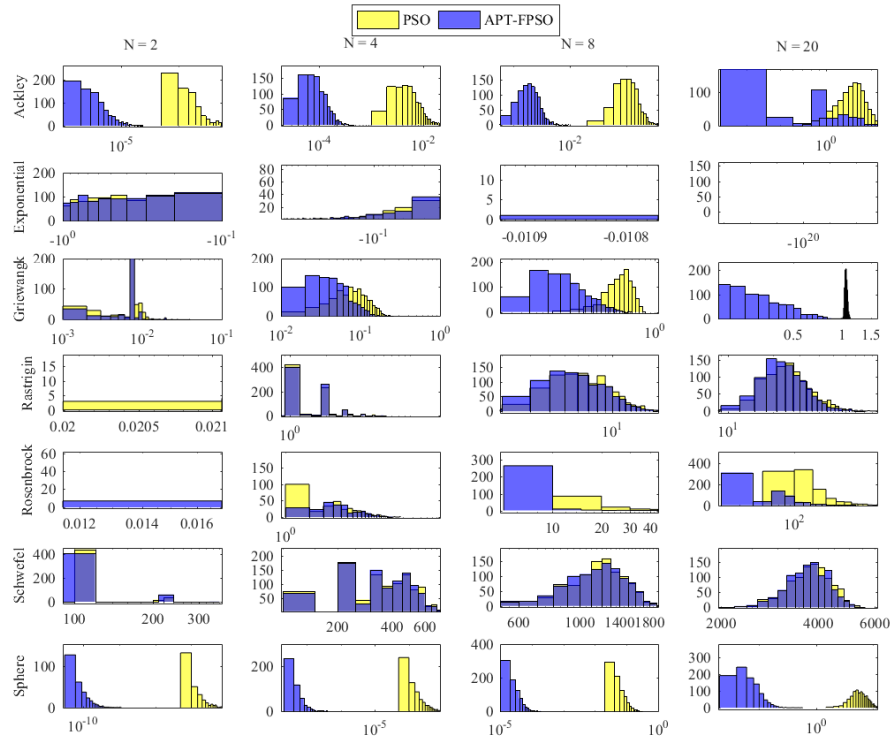 PSO APT-FPSO
N = 2 N = 4 N = 8 N = 20
Ackley
200 100 0
10^-5
150 100 50 0
10^-4 10^-2
150 100 50 0
10^-2
100 0
10^0
Exponential
200 100 0
-10^0 -10^-1
80 60 40 20
-10^-1
10 5 0
-0.0109 -0.0108
150 100 50 0
-10^20
Griewangk
200 100 0
10^-3 10^-2 10^-1
200 100 0
10^-2 10^-1 10^0
200 100 0
10^0
200 100 0
0.5 1 1.5
Rastrigin
15 10 5 0
0.02 0.0205 0.021
400 200 0
10^0
150 100 50 0
10^1
150 100 50 0
10^1
Rosenbrock
60 40 20 0
0.012 0.014 0.016
200 150 100 50 0
10^0
300 200 100 0
10 20 30 40
400 200 0
10^2
Schwefel
400 200 0
100 200 300
200 150 100 50
200 400 600
150 100 50 0
600 1000 1400 1800
150 100 50 0
2000 4000 6000
Sphere
100 0
10^-10
200 0
10^-5
400 200 0
10^-5 10^0
300 200 100 0
10^0